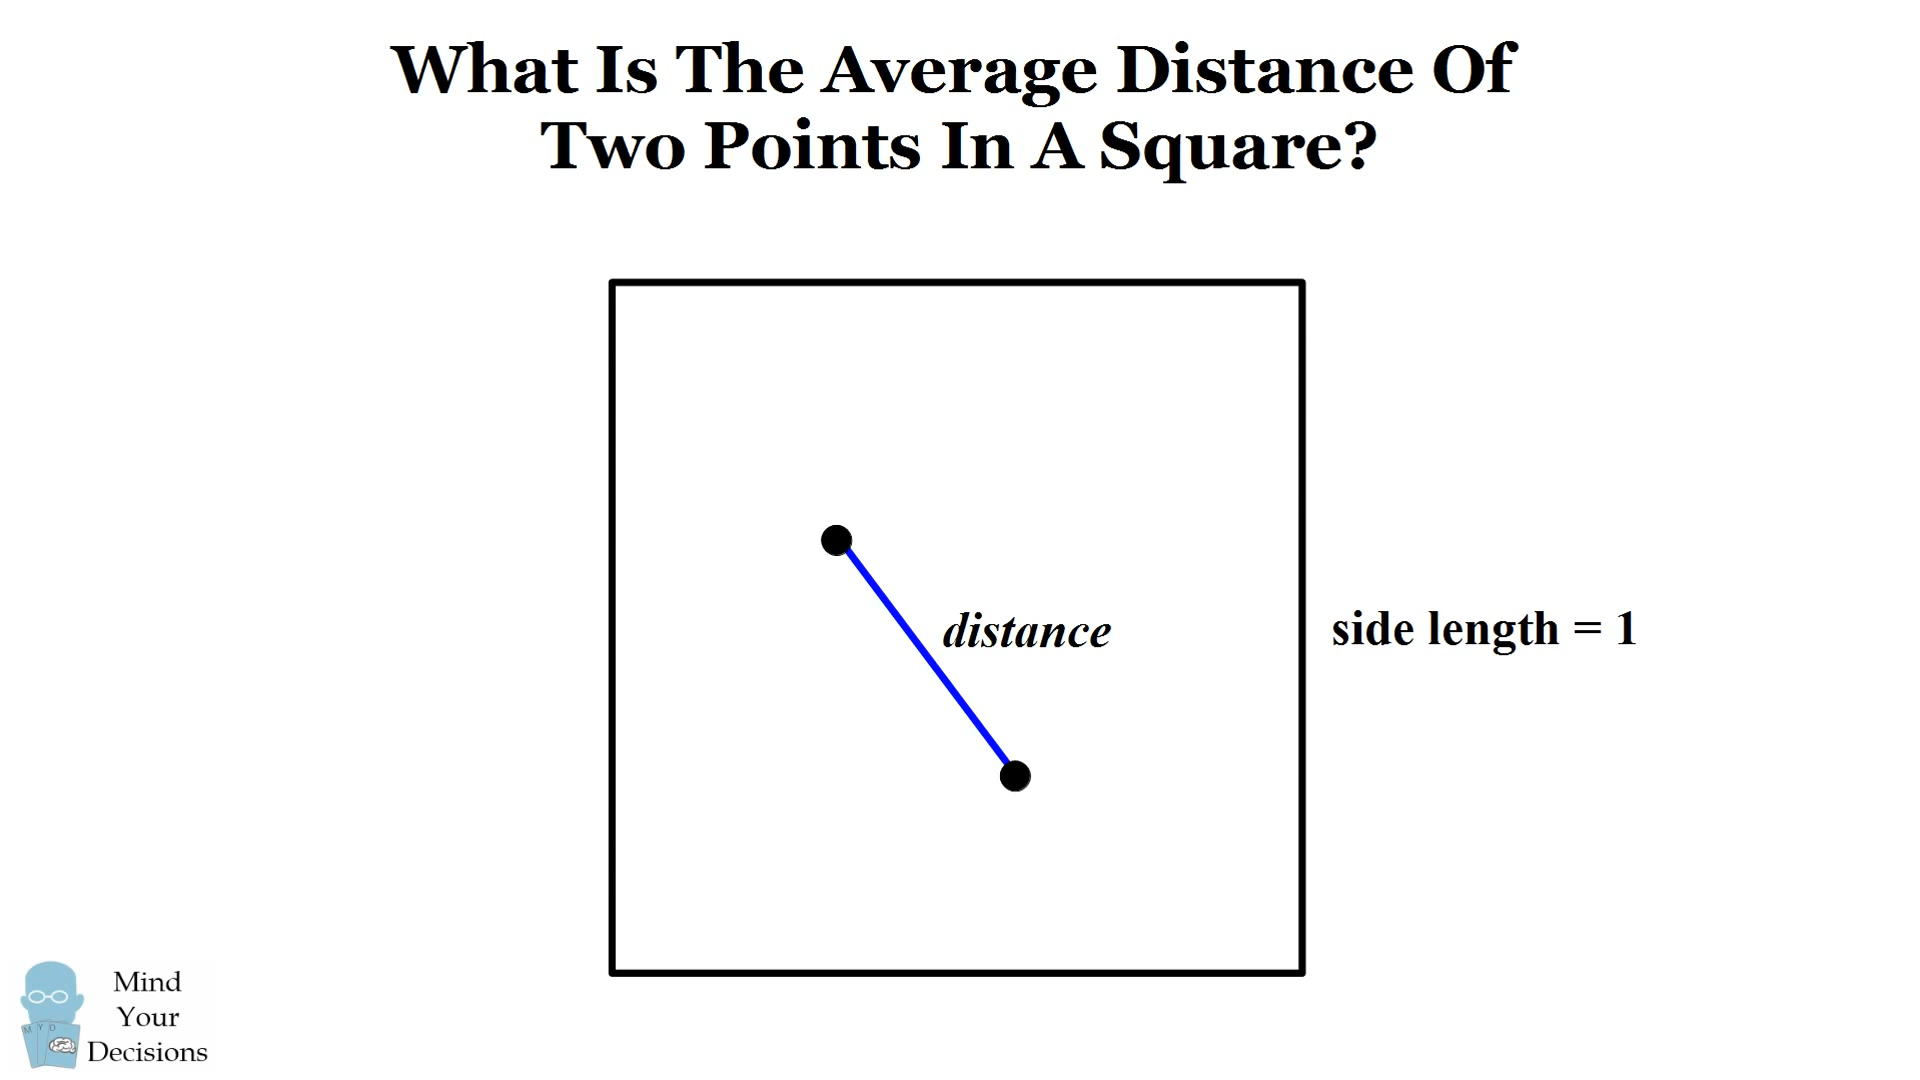 What Is The Average Distance Of
Two Points In A Square?
distance
side length = 1
M Y D
Mind
Your
Decisions